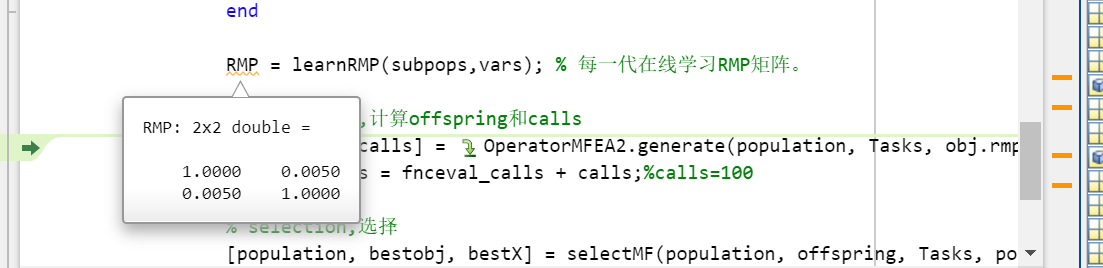 end
RMP = learnRMP(subpops,vars); % 每一代在线学习RMP矩阵。
RMP: 2x2 double =
1.0000 0.0050
0.0050 1.0000
,计算offspring和calls
calls] = OperatorMFEA2.generate(population, Tasks, obj.rmp
s = fnceval_calls + calls;%calls=100
% selection,选择
[population, bestobj, bestX] = selectMF(population, offspring, Tasks, po